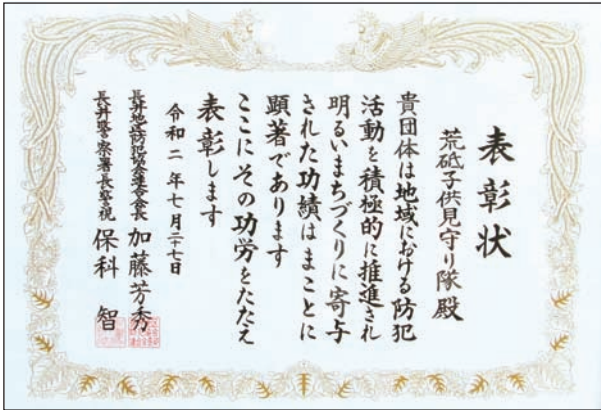 表彰状
荒砥子供見守り隊殿
貴団体は地域における防犯
活動を積極的に推進され
明るいまちづくりに寄与
された功績はまことに
顕著であります
ここにその功労をたたえ
表彰します
令和二年七月二十七日
長井地区防犯協会連合会長 加藤芳秀
長井警察署長警視 保科 智